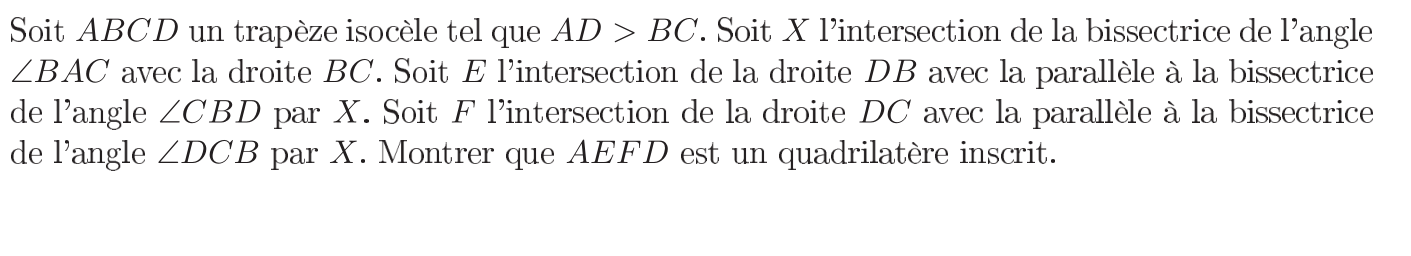 Soit ABCD un trapèze isocèle tel que AD > BC. Soit X l'intersection de la bissectrice de l'angle
∠BAC avec la droite BC. Soit E l'intersection de la droite DB avec la parallèle à la bissectrice
de l'angle ∠CBD par X. Soit F l'intersection de la droite DC avec la parallèle à la bissectrice
de l'angle ∠DCB par X. Montrer que AEFD est un quadrilatère inscrit.